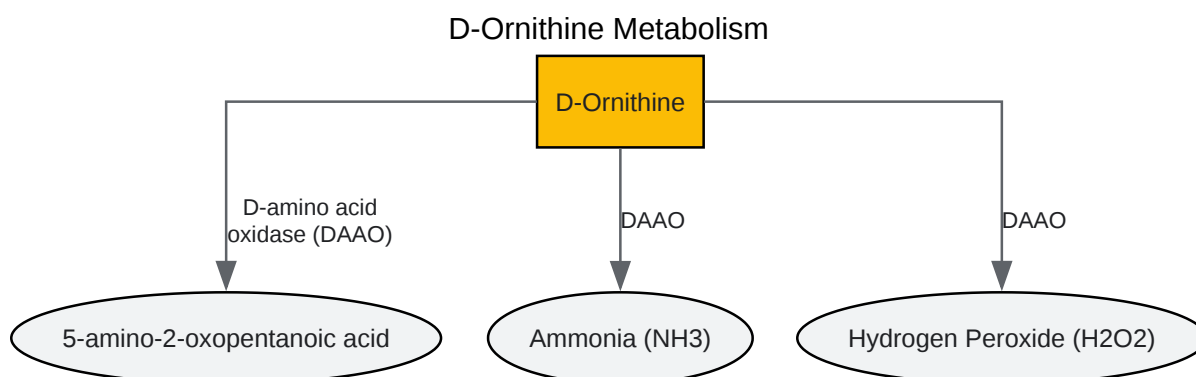 D-Ornithine Metabolism
D-Ornithine
D-amino acid
oxidase (DAAO)
DAAO
DAAO
5-amino-2-oxopentanoic acid
Ammonia (NH3)
Hydrogen Peroxide (H2O2)